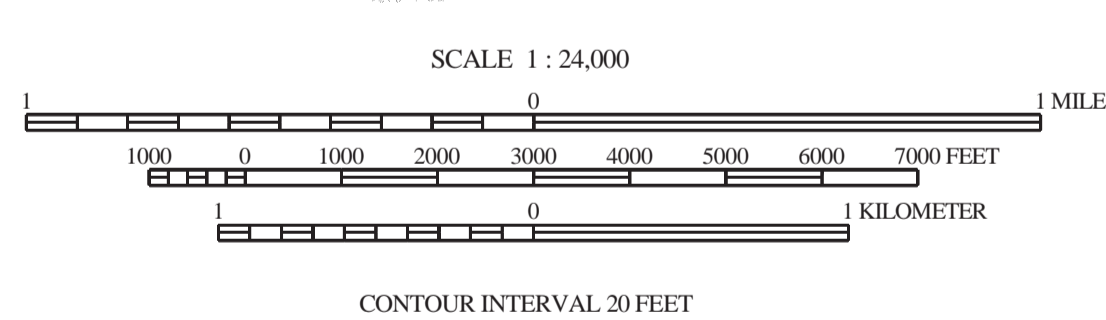 SCALE 1 : 24,000
1 0 1 MILE
1000 0 1000 2000 3000 4000 5000 6000 7000 FEET
1 0 1 KILOMETER
CONTOUR INTERVAL 20 FEET